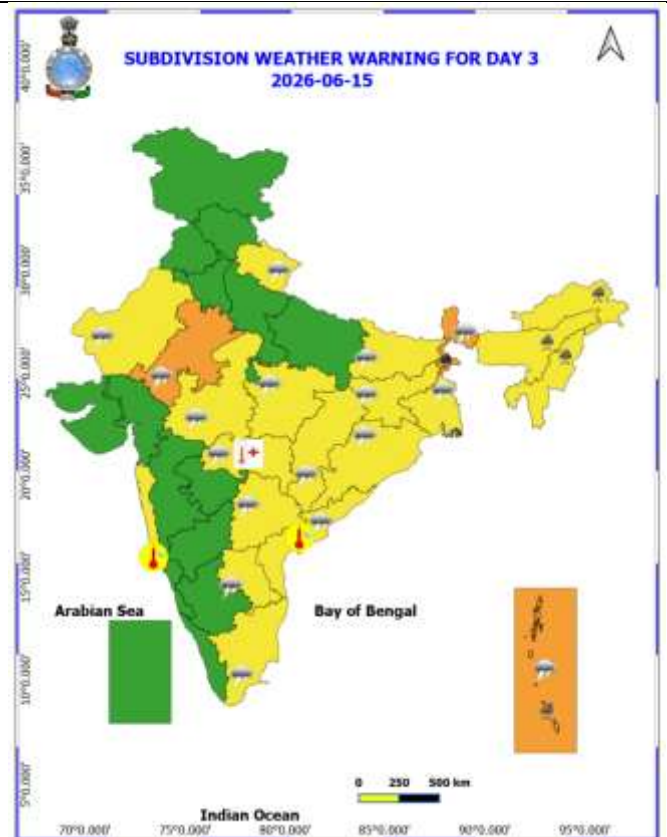 SUBDIVISION WEATHER WARNING FOR DAY 3
2026-06-15
40°0.000'
35°0.000'
30°0.000'
25°0.000'
20°0.000'
15°0.000'
10°0.000'
5°0.000'
Arabian Sea
Bay of Bengal
0 250 500 km
Indian Ocean
70°0.000' 75°0.000' 80°0.000' 85°0.000' 90°0.000' 95°0.000'